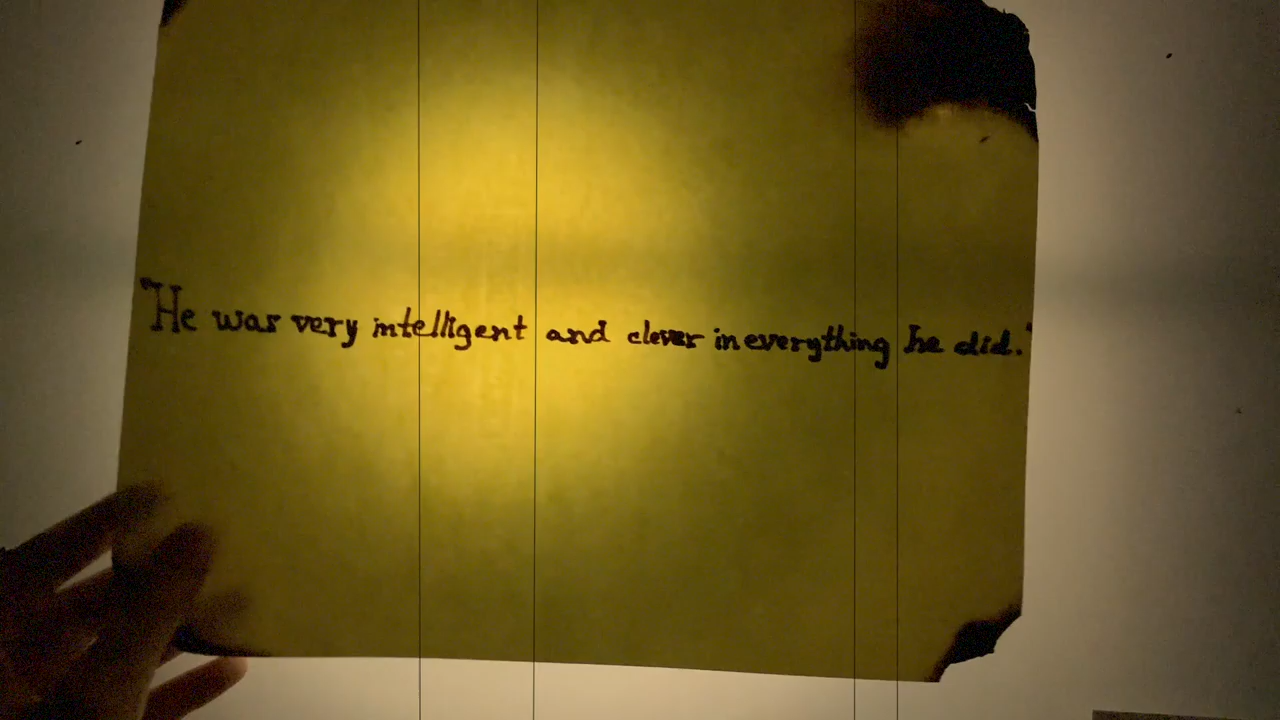 "He was very intelligent and clever in everything he did."